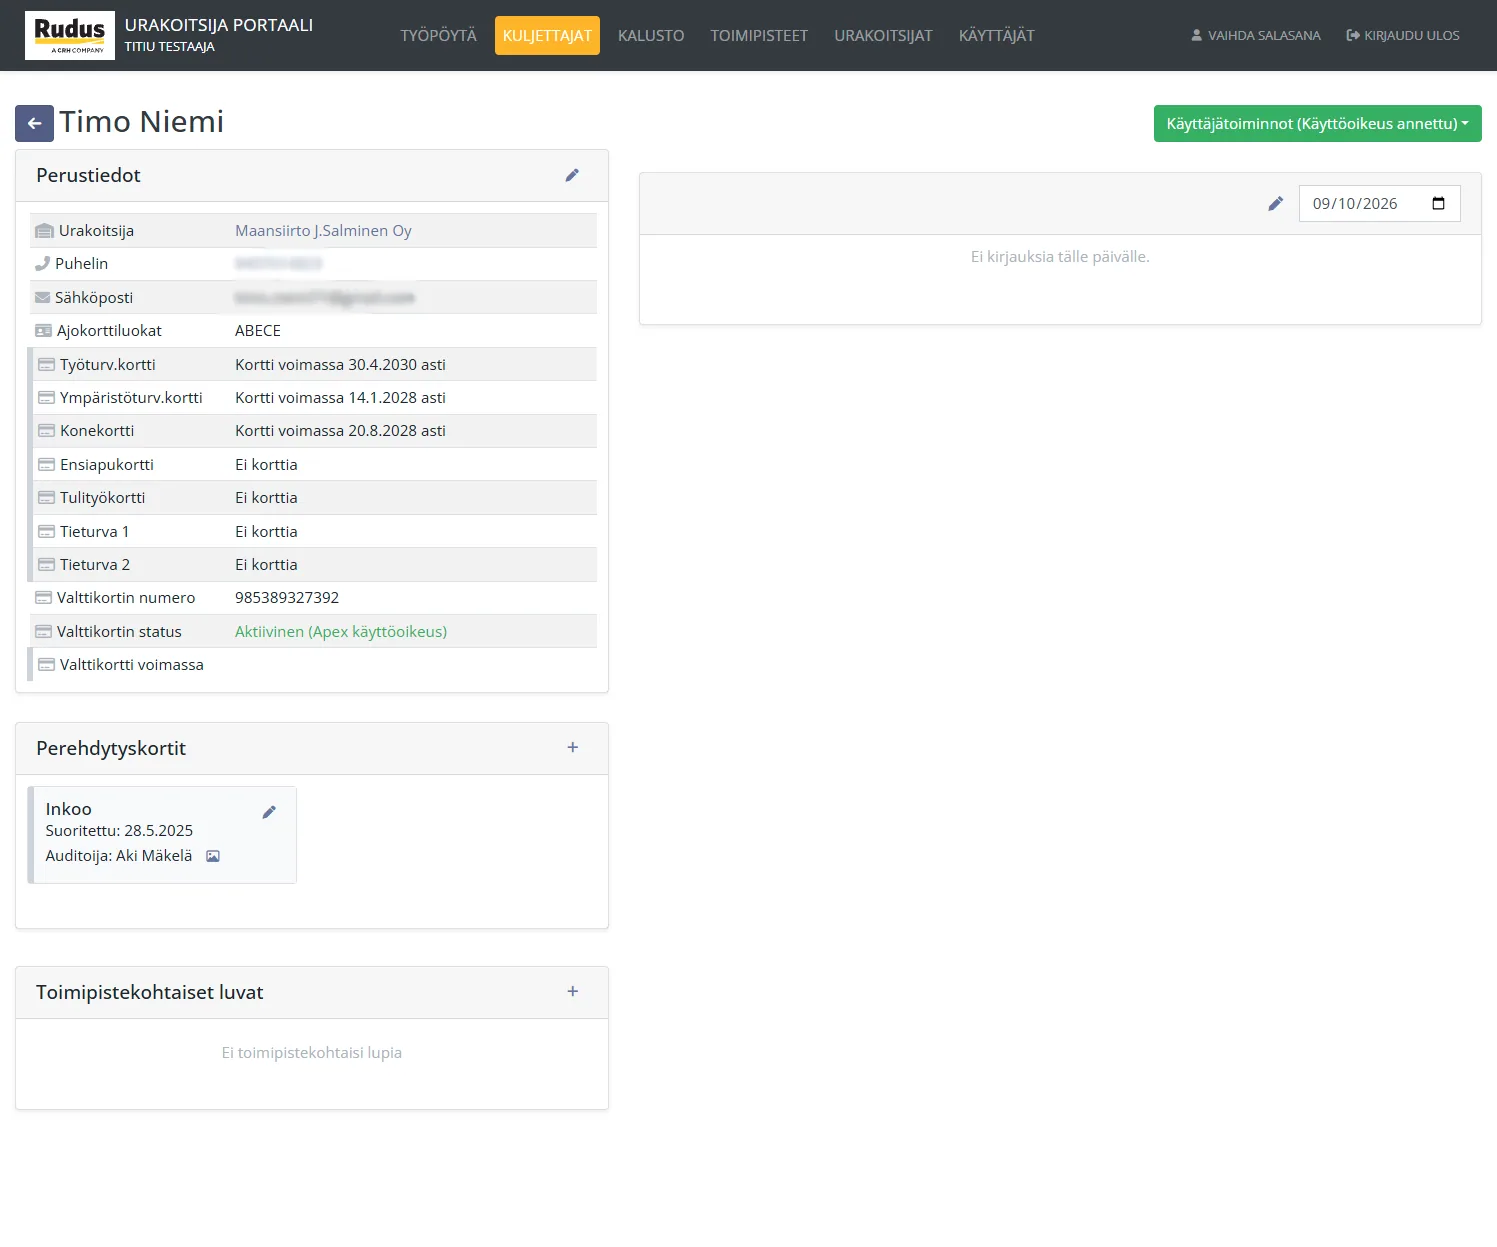 Rudus
A CRH COMPANY
URAKOITSIJA PORTAALI
TITIU TESTAAJA
TYÖPÖYTÄ
KULJETTAJAT
KALUSTO
TOIMIPISTEET
URAKOITSIJAT
KÄYTTÄJÄT
VAIHDA SALASANA
KIRJAUDU ULOS
Timo Niemi
Käyttäjätoiminnot (Käyttöoikeus annettu)
Perustiedot
Urakoitsija Maansiirto J.Salminen Oy
Puhelin
Sähköposti
Ajokorttiluokat ABECE
Työturv.kortti Kortti voimassa 30.4.2030 asti
Ympäristöturv.kortti Kortti voimassa 14.1.2028 asti
Konekortti Kortti voimassa 20.8.2028 asti
Ensiapukortti Ei korttia
Tulityökortti Ei korttia
Tieturva 1 Ei korttia
Tieturva 2 Ei korttia
Valttikortin numero 985389327392
Valttikortin status Aktiivinen (Apex käyttöoikeus)
Valttikortti voimassa
09/10/2026
Ei kirjauksia tälle päivälle.
Perehdytyskortit
Inkoo
Suoritettu: 28.5.2025
Auditoija: Aki Mäkelä
Toimipistekohtaiset luvat
Ei toimipistekohtaisi lupia